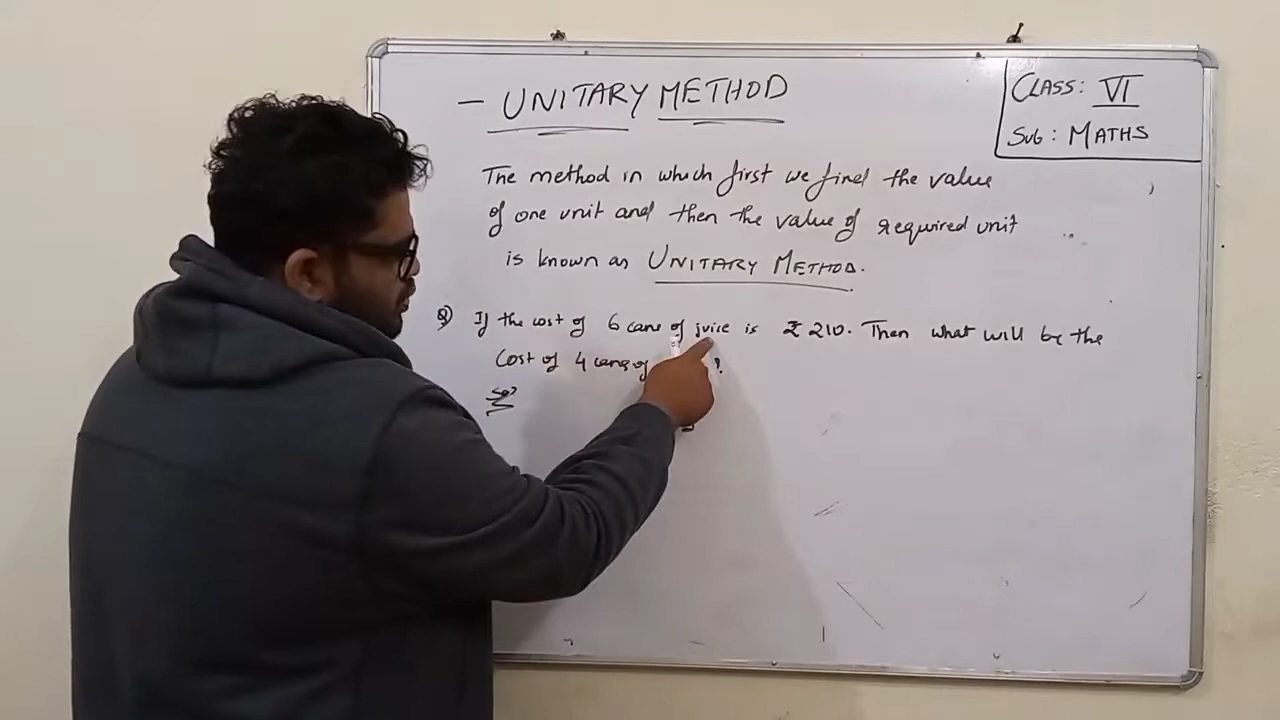 - UNITARY METHOD
CLASS: VI
SUB: MATHS
The method in which first we find the value
of one unit and then the value of required unit
is known as UNITARY METHOD.
Q) If the cost of 6 cans of juice is ₹ 210. Then what will be the
Cost of 4 cans of ?
Sol